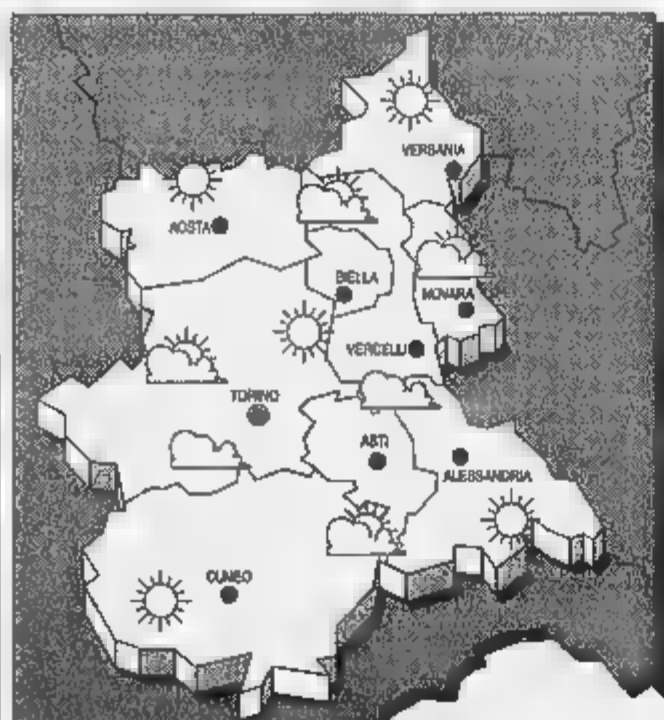 VERBANIA
AOSTA
BIELLA
NOVARA
VERCELLI
TORINO
ASTI
ALESSANDRIA
CUNEO